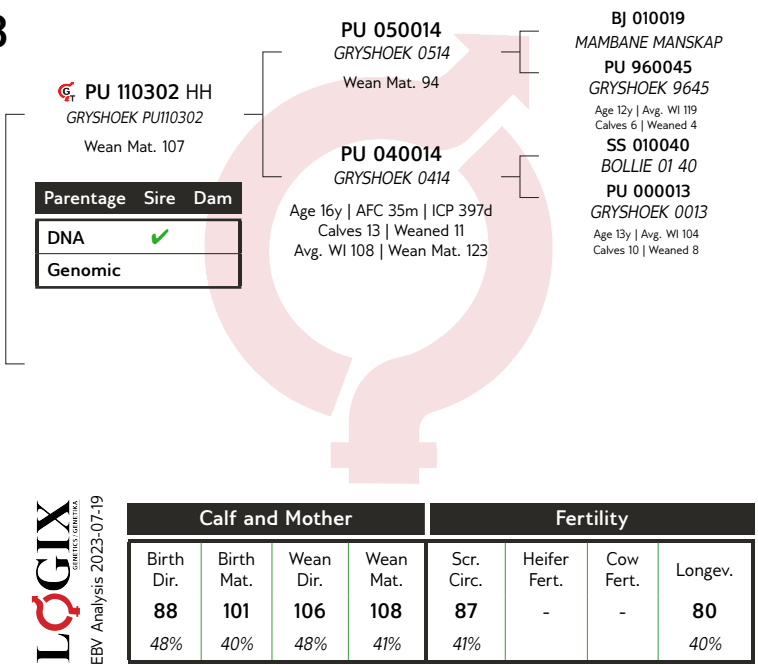 PU 110302 HH
GRYSHOEK PU110302
Wean Mat. 107
PU 050014
GRYSHOEK 0514
Wean Mat. 94
BJ 010019
MAMBANE MANSKAP
PU 960045
GRYSHOEK 9645
Age 12y | Avg. WI 119
Calves 6 | Weaned 4
PU 040014
GRYSHOEK 0414
Age 16y | AFC 35m | ICP 397d
Calves 13 | Weaned 11
Avg. WI 108 | Wean Mat. 123
SS 010040
BOLLIE 01 40
PU 000013
GRYSHOEK 0013
Age 13y | Avg. WI 104
Calves 10 | Weaned 8
Parentage Sire Dam
DNA ✔
Genomic
LOGIX
GENETICS / GENETIKA
EBV Analysis 2023-07-19
Calf and Mother Fertility
Birth Dir. Birth Mat. Wean Dir. Wean Mat. Scr. Circ. Heifer Fert. Cow Fert. Longev.
88 101 106 108 87 - - 80
48% 40% 48% 41% 41% 40%